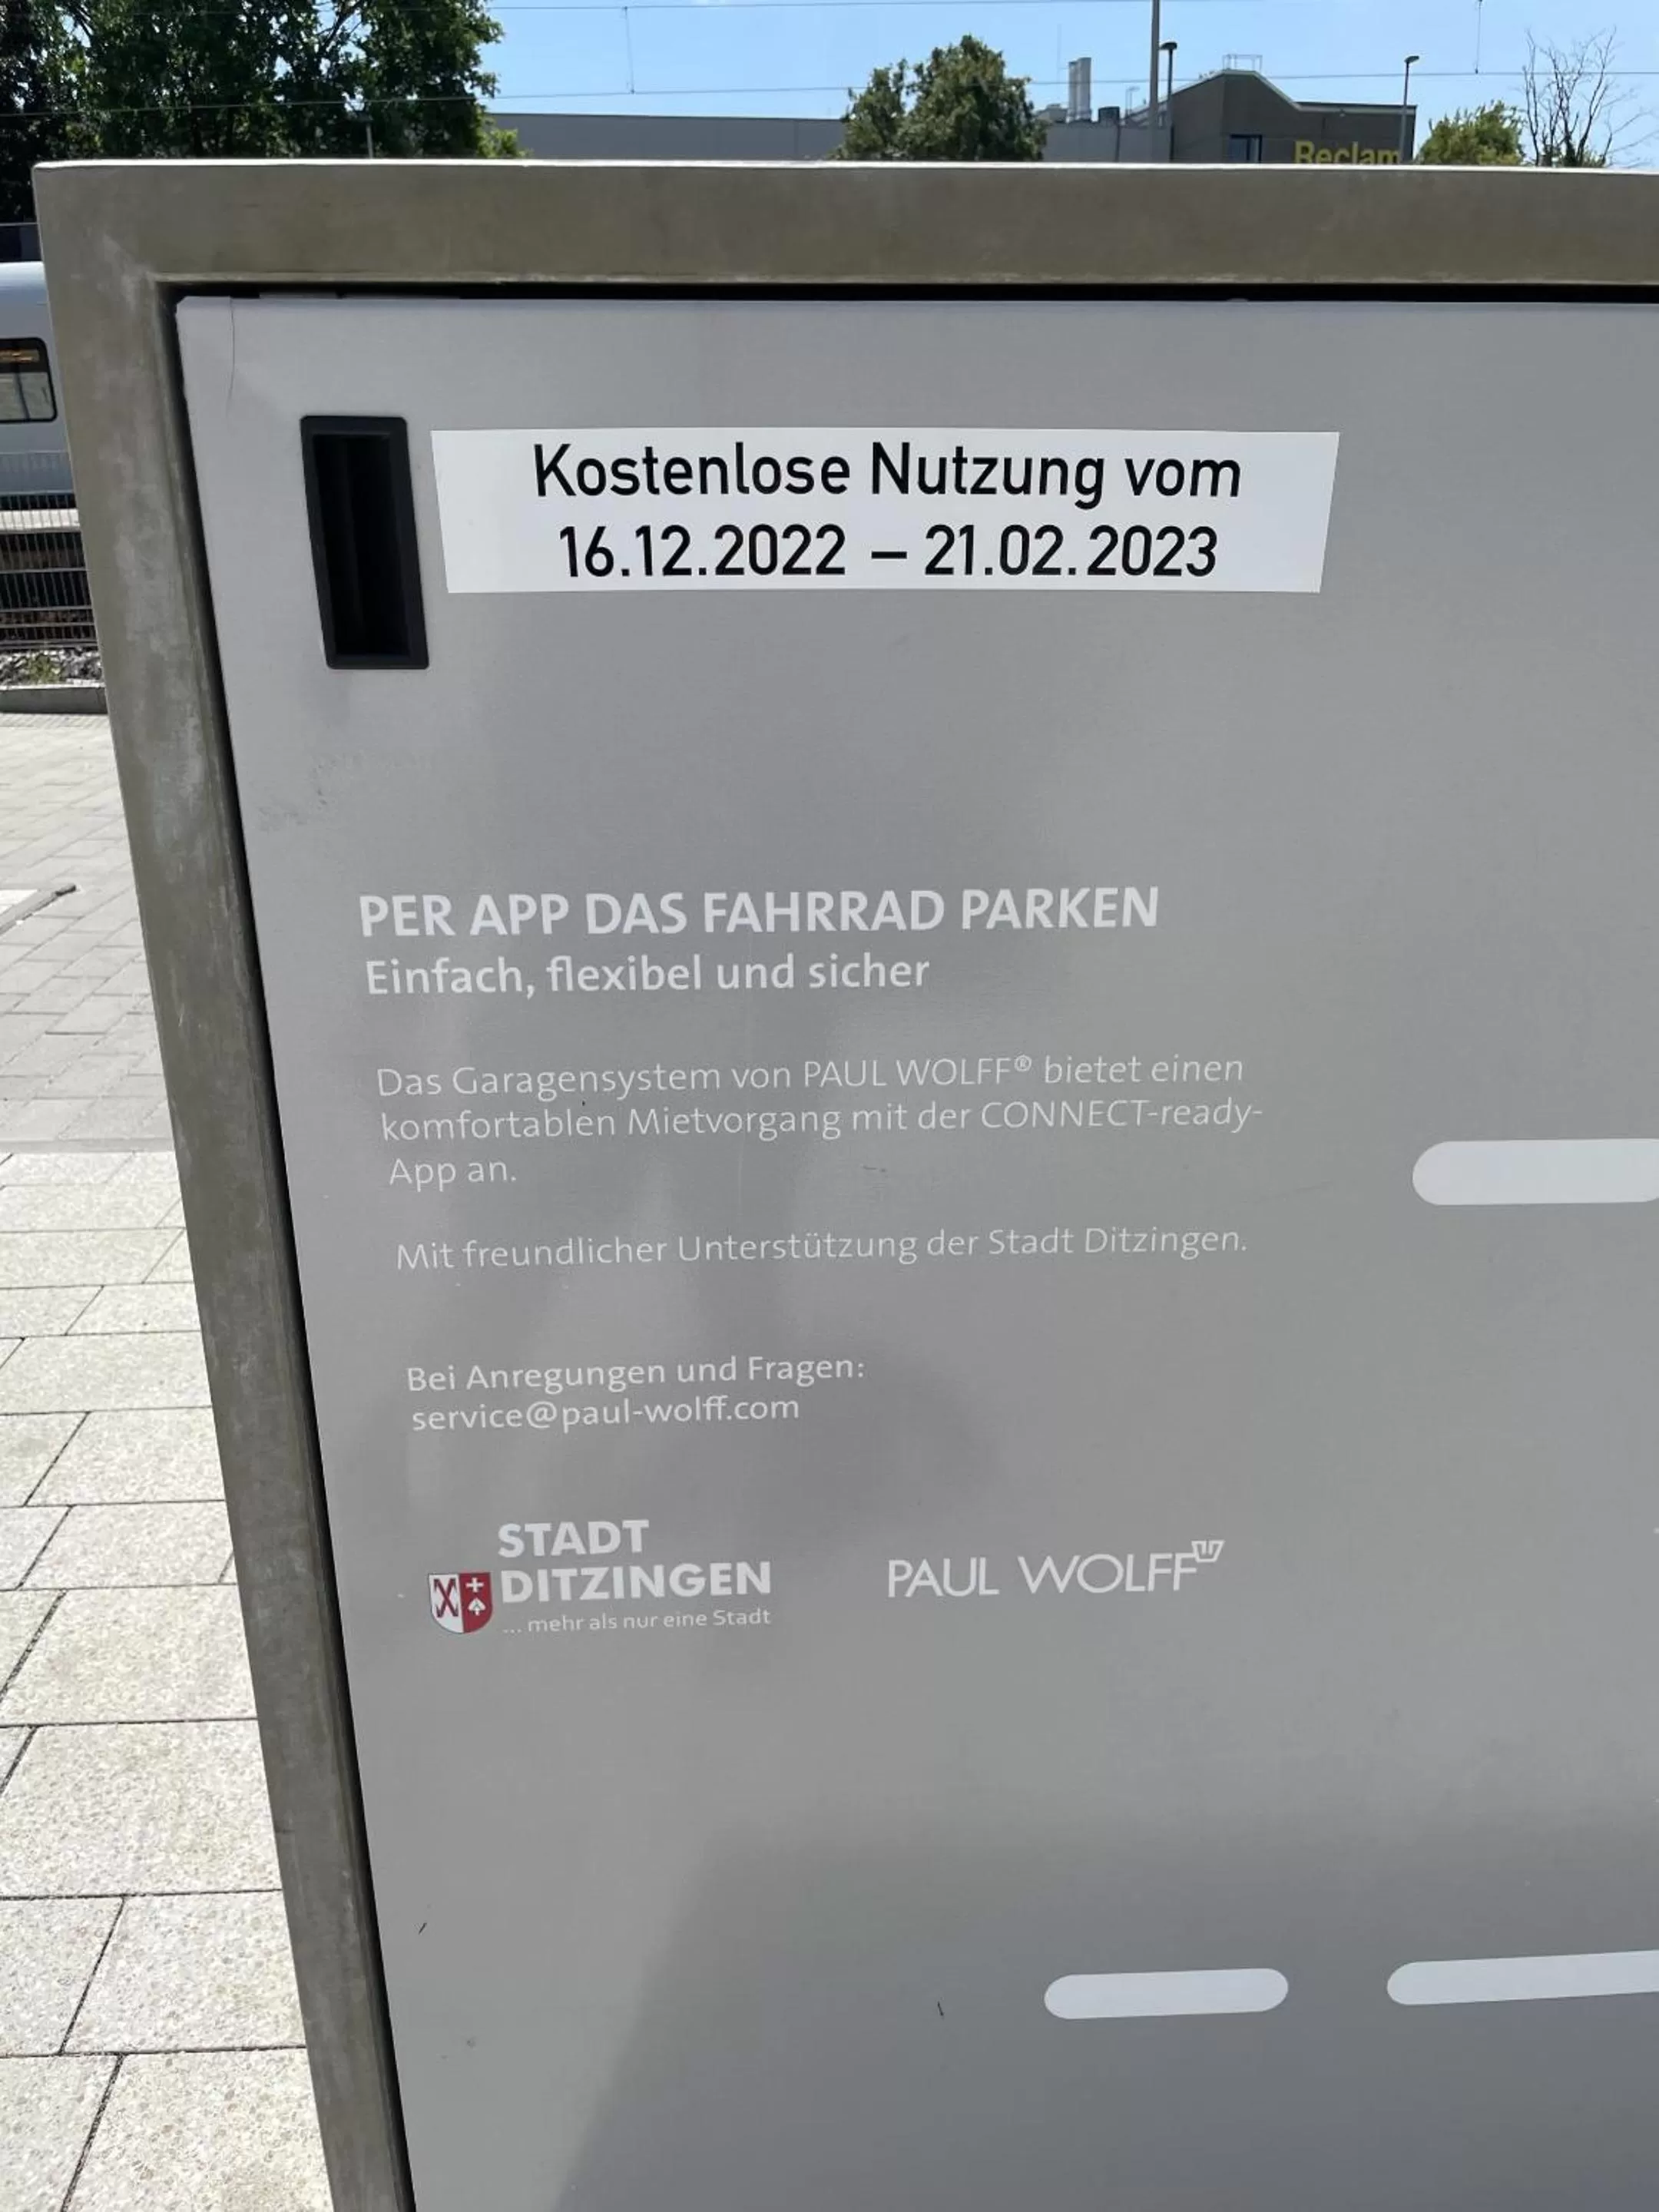 Reclam
Kostenlose Nutzung vom
16.12.2022 – 21.02.2023
PER APP DAS FAHRRAD PARKEN
Einfach, flexibel und sicher
Das Garagensystem von PAUL WOLFF® bietet einen
komfortablen Mietvorgang mit der CONNECT-ready-
App an.
Mit freundlicher Unterstützung der Stadt Ditzingen.
Bei Anregungen und Fragen:
service@paul-wolff.com
STADT
DITZINGEN
... mehr als nur eine Stadt
PAUL WOLFF